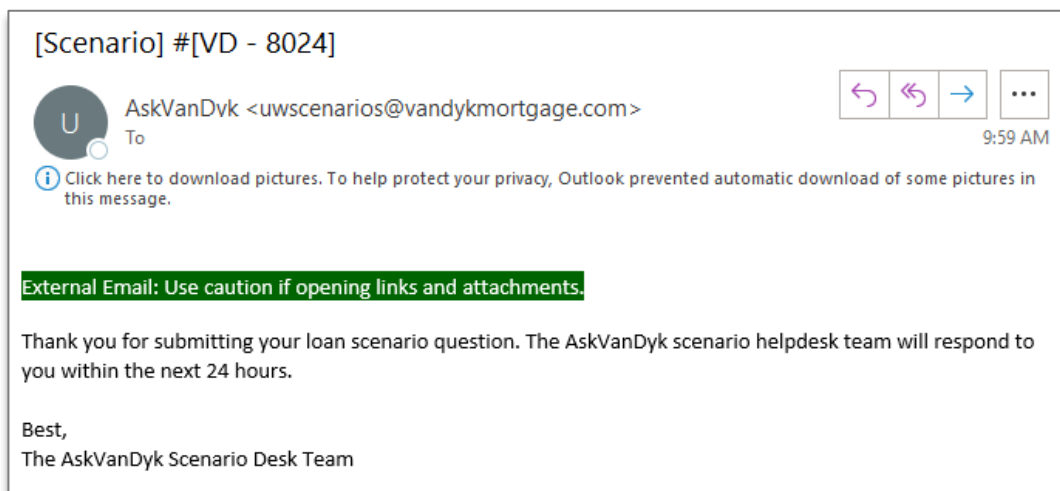 [Scenario] #[VD - 8024]
U
AskVanDyk <uwscenarios@vandykmortgage.com>
To
9:59 AM
Click here to download pictures. To help protect your privacy, Outlook prevented automatic download of some pictures in
this message.
External Email: Use caution if opening links and attachments.
Thank you for submitting your loan scenario question. The AskVanDyk scenario helpdesk team will respond to
you within the next 24 hours.
Best,
The AskVanDyk Scenario Desk Team